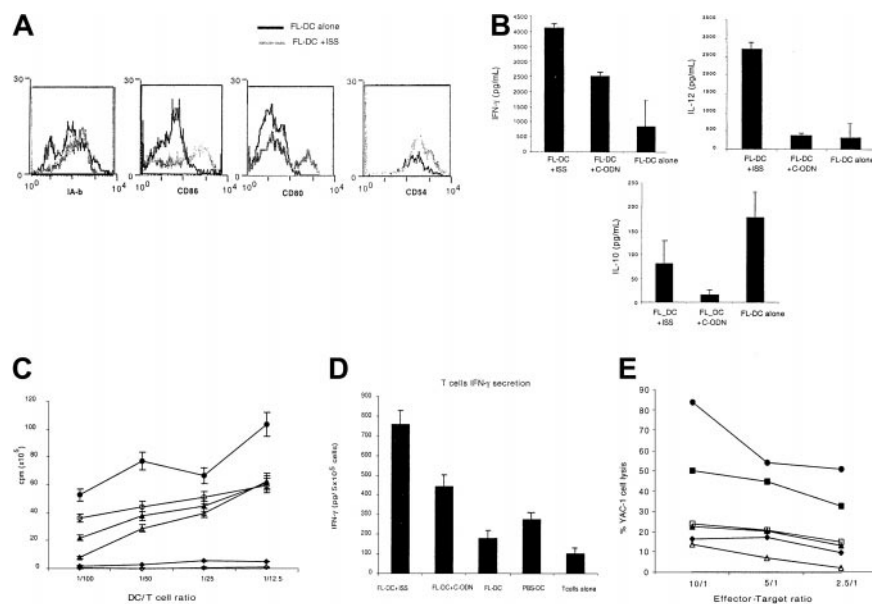 A
FL-DC alone
FL-DC +ISS
30
30
30
30
0
0
0
0
10⁰ 10⁴
10⁰ 10⁴
10⁰ 10⁴
10⁰ 10⁴
IA-b
CD86
CD80
CD54
B
IFN-γ (pg/mL)
4500
4000
3500
3000
2500
2000
1500
1000
500
0
FL-DC +ISS
FL-DC +C-ODN
FL-DC alone
IL-12 (pg/mL)
3500
3000
2500
2000
1500
1000
500
0
FL-DC +ISS
FL-DC +C-ODN
FL-DC alone
IL-10 (pg/mL)
250
200
150
100
50
0
FL_DC +ISS
FL_DC +C-ODN
FL-DC alone
C
cpm (x10⁵)
120
100
80
60
40
20
0
1/100
1/50
1/25
1/12.5
DC/T cell ratio
D
T cells IFN-γ secretion
IFN-γ (pg/ 5x10⁵ cells)
900
800
700
600
500
400
300
200
100
0
FL-DC+ISS
FL-DC+C-ODN
FL-DC
PBS-DC
Tcells alone
E
% YAC-1 cell lysis
90
80
70
60
50
40
30
20
10
0
10/1
5/1
2.5/1
Effector-Target ratio